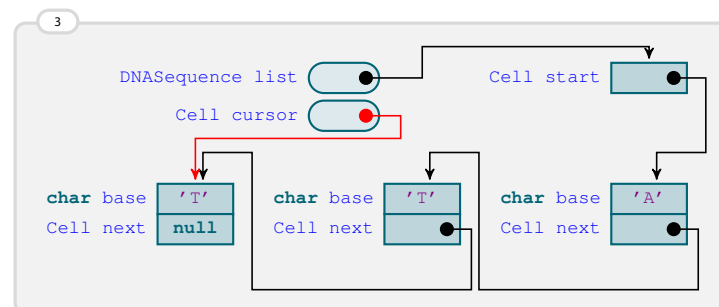 3
DNASequence list
Cell start
Cell cursor
char base 'T' char base 'T' char base 'A'
Cell next null Cell next Cell next